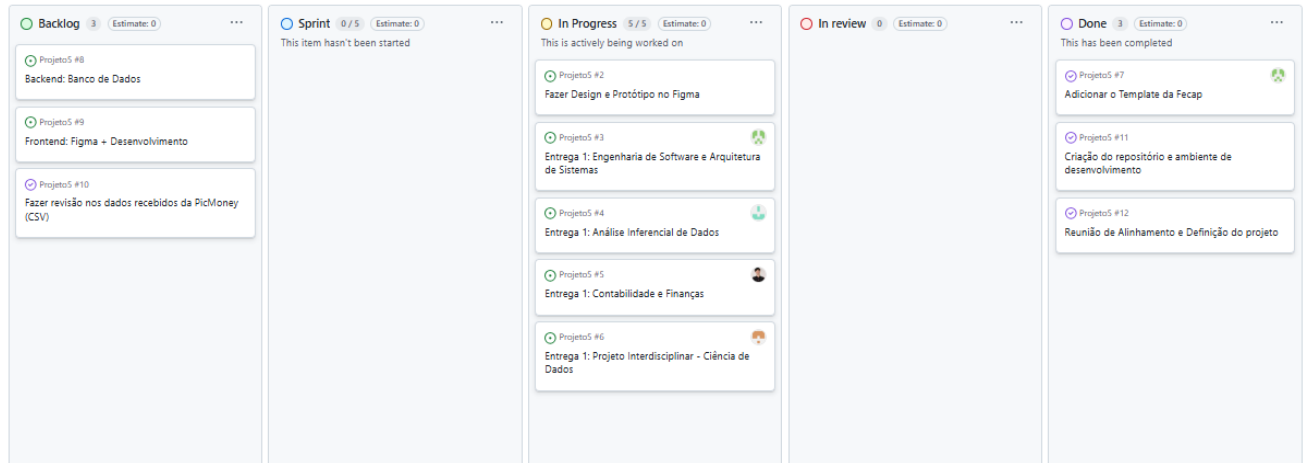 Backlog 3 Estimate: 0 ...
Projeto5 #8
Backend: Banco de Dados
Projeto5 #9
Frontend: Figma + Desenvolvimento
Projeto5 #10
Fazer revisão nos dados recebidos da PicMoney
(CSV)
Sprint 0 / 5 Estimate: 0 ...
This item hasn't been started
In Progress 5 / 5 Estimate: 0 ...
This is actively being worked on
Projeto5 #2
Fazer Design e Protótipo no Figma
Projeto5 #3
Entrega 1: Engenharia de Software e Arquitetura
de Sistemas
Projeto5 #4
Entrega 1: Análise Inferencial de Dados
Projeto5 #5
Entrega 1: Contabilidade e Finanças
Projeto5 #6
Entrega 1: Projeto Interdisciplinar - Ciência de
Dados
In review 0 Estimate: 0 ...
Done 3 Estimate: 0 ...
This has been completed
Projeto5 #7
Adicionar o Template da Fecap
Projeto5 #11
Criação do repositório e ambiente de
desenvolvimento
Projeto5 #12
Reunião de Alinhamento e Definição do projeto